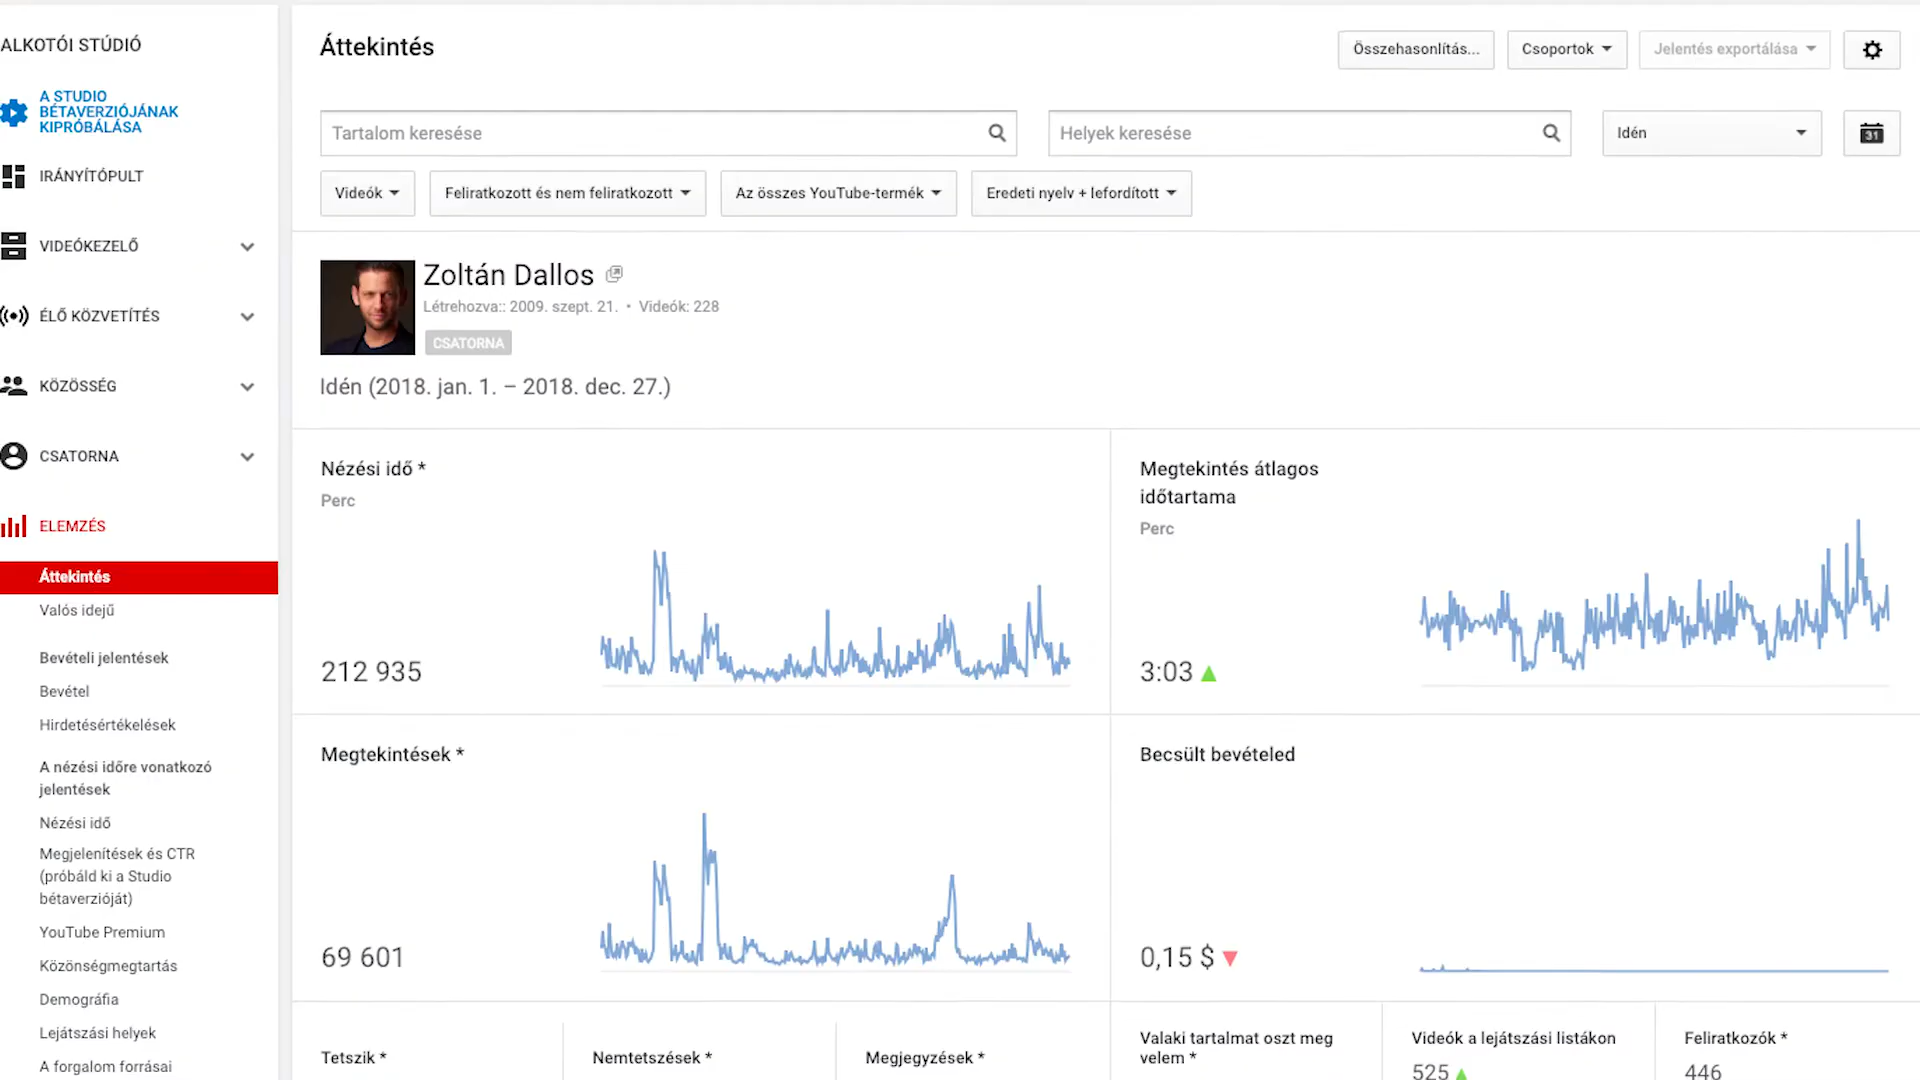 ALKOTÓI STÚDIÓ
A STUDIO
BÉTAVERZIÓJÁNAK
KIPRÓBÁLÁSA
IRÁNYÍTÓPULT
VIDEÓKEZELŐ
ÉLŐ KÖZVETÍTÉS
KÖZÖSSÉG
CSATORNA
ELEMZÉS
Áttekintés
Valós idejű
Bevételi jelentések
Bevétel
Hirdetésértékelések
A nézési időre vonatkozó
jelentések
Nézési idő
Megjelenítések és CTR
(próbáld ki a Studio
bétaverzióját)
YouTube Premium
Közönségmegtartás
Demográfia
Lejátszási helyek
A forgalom forrásai
Áttekintés
Összehasonlítás...
Csoportok
Jelentés exportálása
Tartalom keresése
Helyek keresése
Idén
31
Videók
Feliratkozott és nem feliratkozott
Az összes YouTube-termék
Eredeti nyelv + lefordított
Zoltán Dallos
Létrehozva:: 2009. szept. 21. • Videók: 228
CSATORNA
Idén (2018. jan. 1. – 2018. dec. 27.)
Nézési idő *
Perc
212 935
Megtekintés átlagos
időtartama
Perc
3:03
Megtekintések *
69 601
Becsült bevételed
0,15 $
Tetszik *
Nemtetszések *
Megjegyzések *
Valaki tartalmat oszt meg
velem *
Videók a lejátszási listákon
525
Feliratkozók *
446